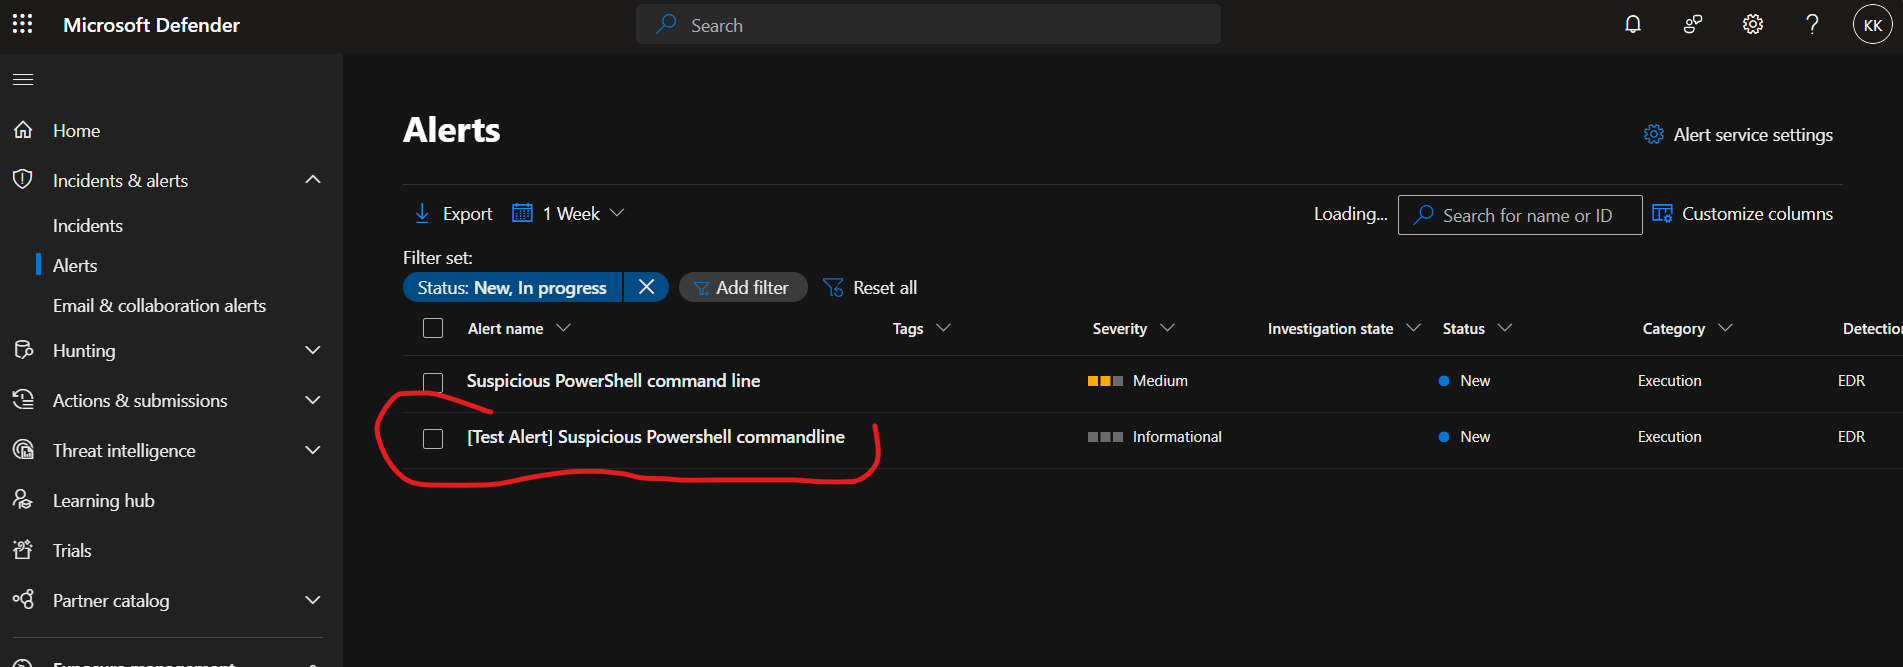 Microsoft Defender
Search
KK
Home
Incidents & alerts
Incidents
Alerts
Email & collaboration alerts
Hunting
Actions & submissions
Threat intelligence
Learning hub
Trials
Partner catalog
Exposure management
Alerts
Alert service settings
Export
1 Week
Loading...
Search for name or ID
Customize columns
Filter set:
Status: New, In progress
Add filter
Reset all
Alert name Tags Severity Investigation state Status Category Detection
Suspicious PowerShell command line Medium New Execution EDR
[Test Alert] Suspicious Powershell commandline Informational New Execution EDR